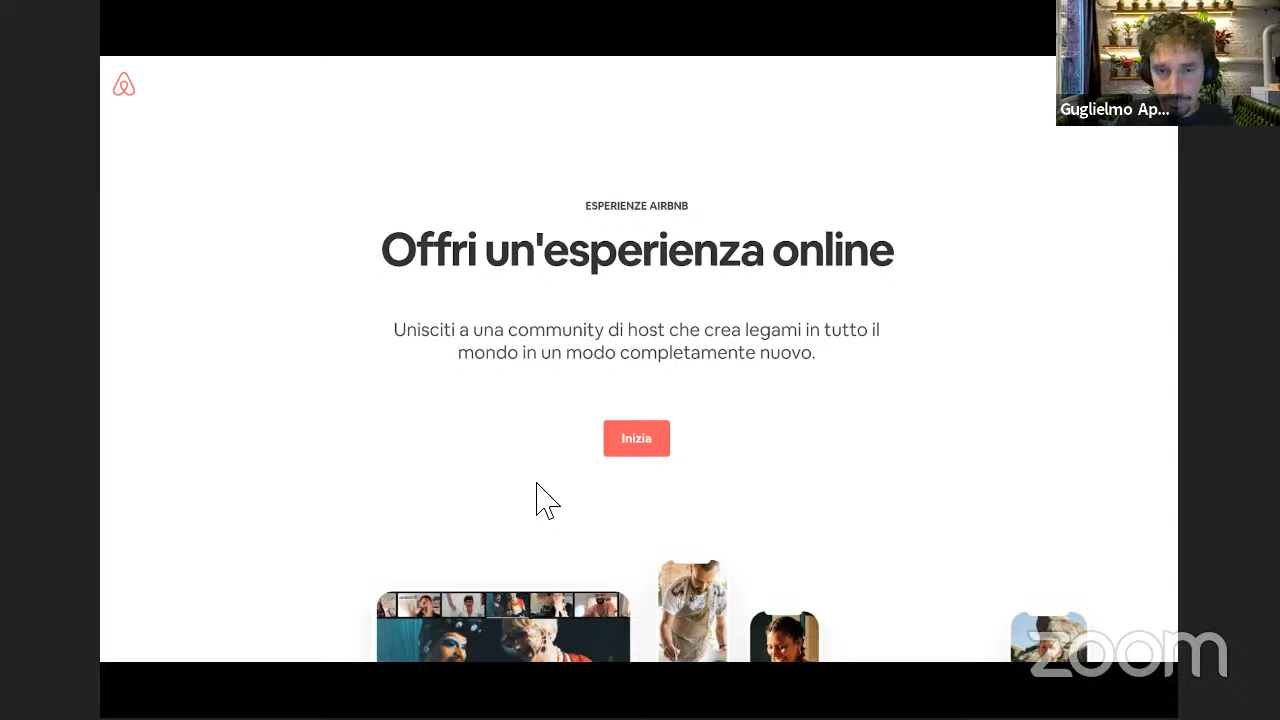 Guglielmo Ap...
ESPERIENZE AIRBNB
Offri un'esperienza online
Unisciti a una community di host che crea legami in tutto il
mondo in un modo completamente nuovo.
Inizia
zoom